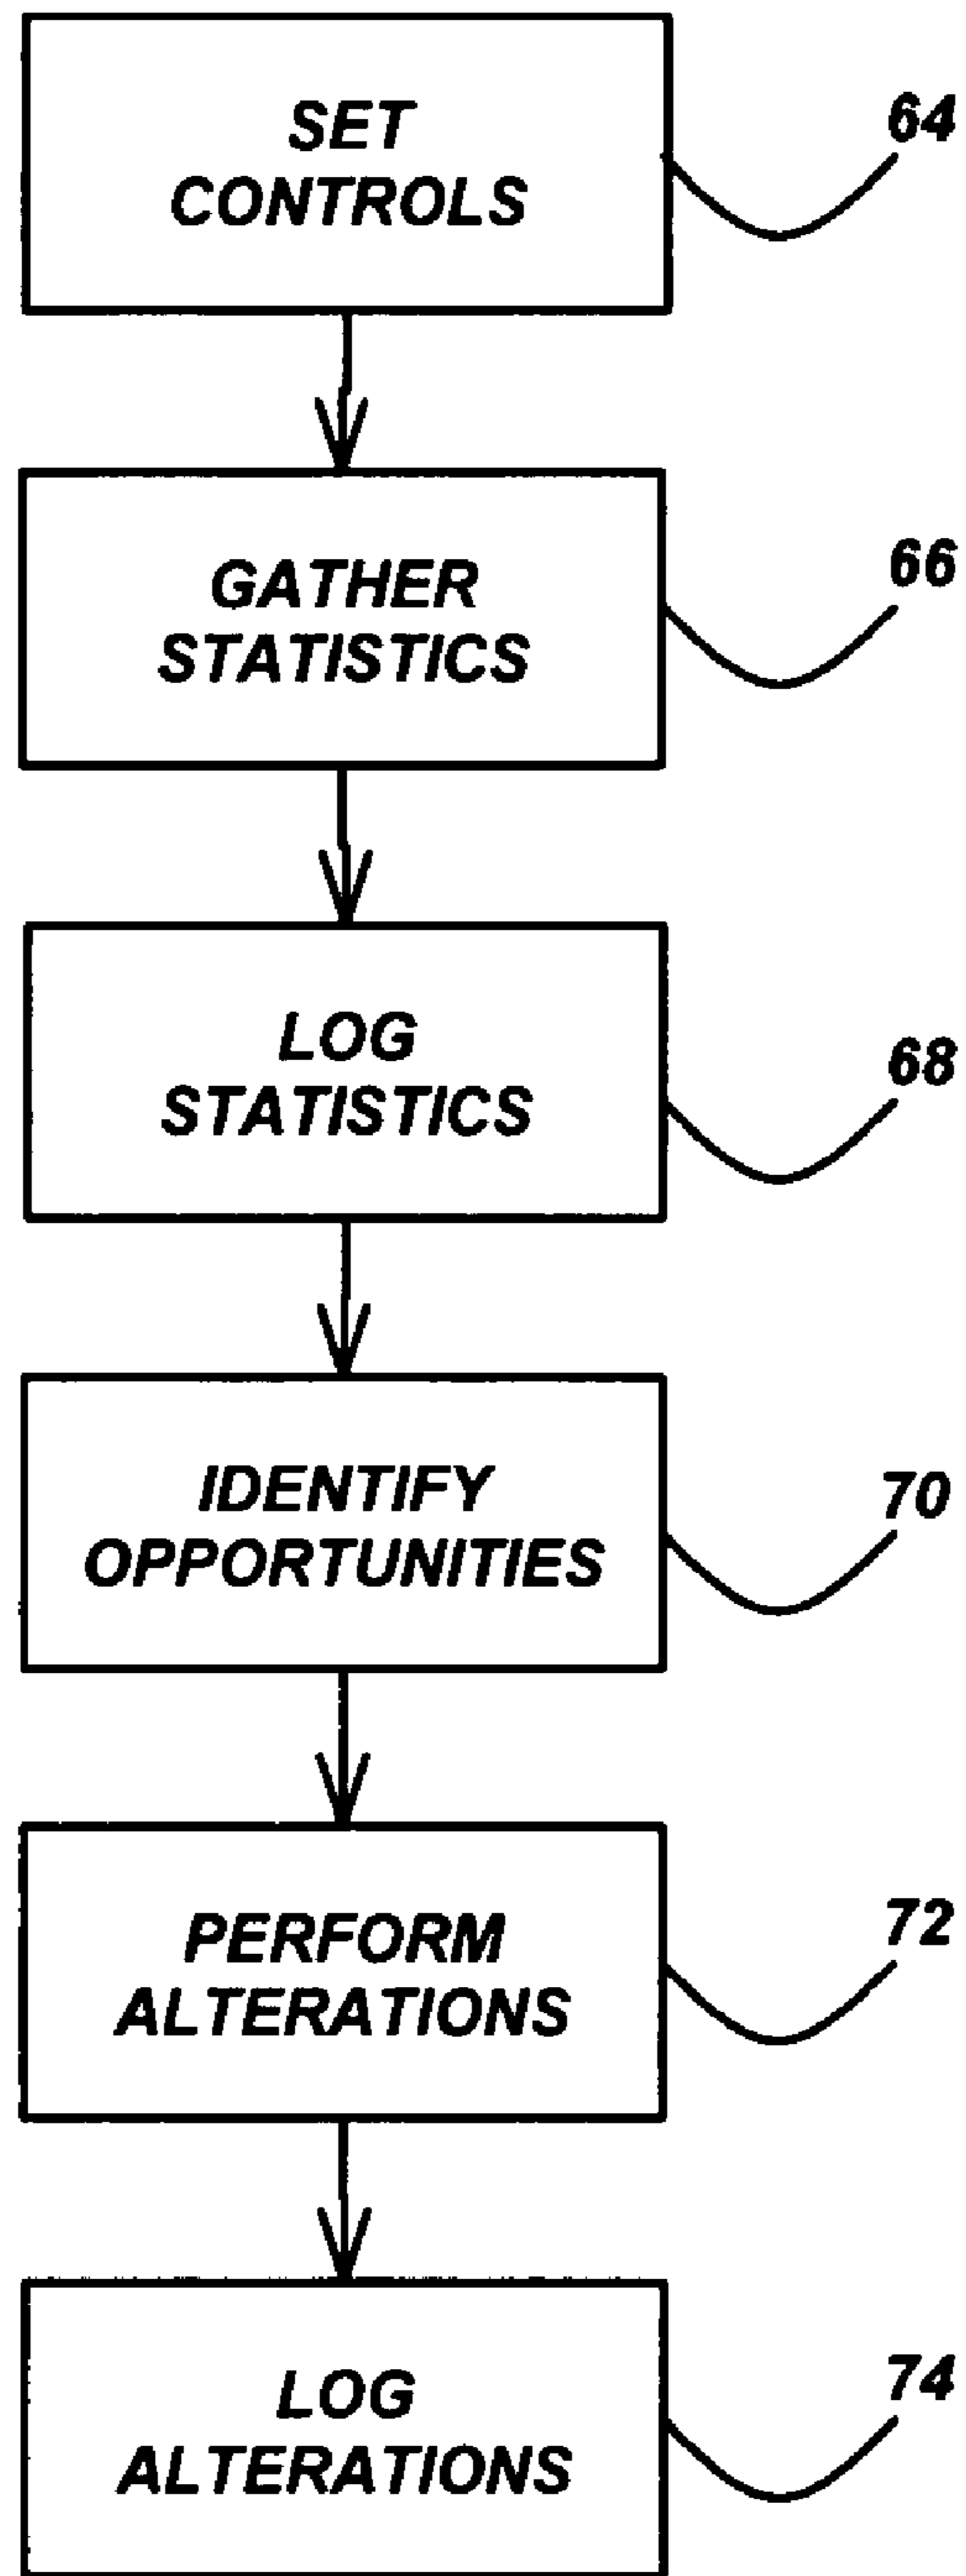 SET
CONTROLS
64
GATHER
STATISTICS
66
LOG
STATISTICS
68
IDENTIFY
OPPORTUNITIES
70
PERFORM
ALTERATIONS
72
LOG
ALTERATIONS
74